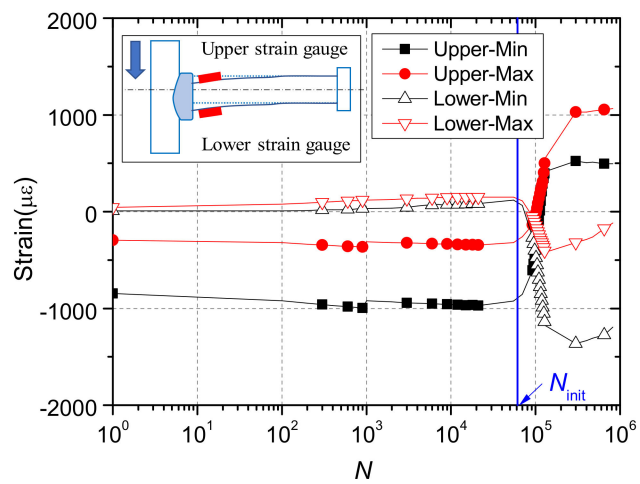 2000
1000
0
-1000
-2000
Strain(με)
Upper strain gauge
Lower strain gauge
Upper-Min
Upper-Max
Lower-Min
Lower-Max
N_init
10^0
10^1
10^2
10^3
10^4
10^5
10^6
N